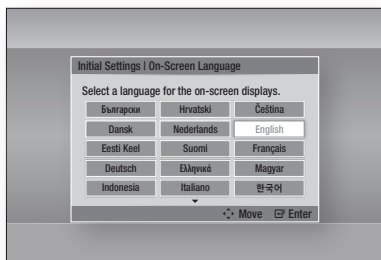 Initial Settings | On-Screen Language
Select a language for the on-screen displays.
Български Hrvatski Čeština
Dansk Nederlands English
Eesti Keel Suomi Français
Deutsch Ελληνικά Magyar
Indonesia Italiano 한국어
Move Enter